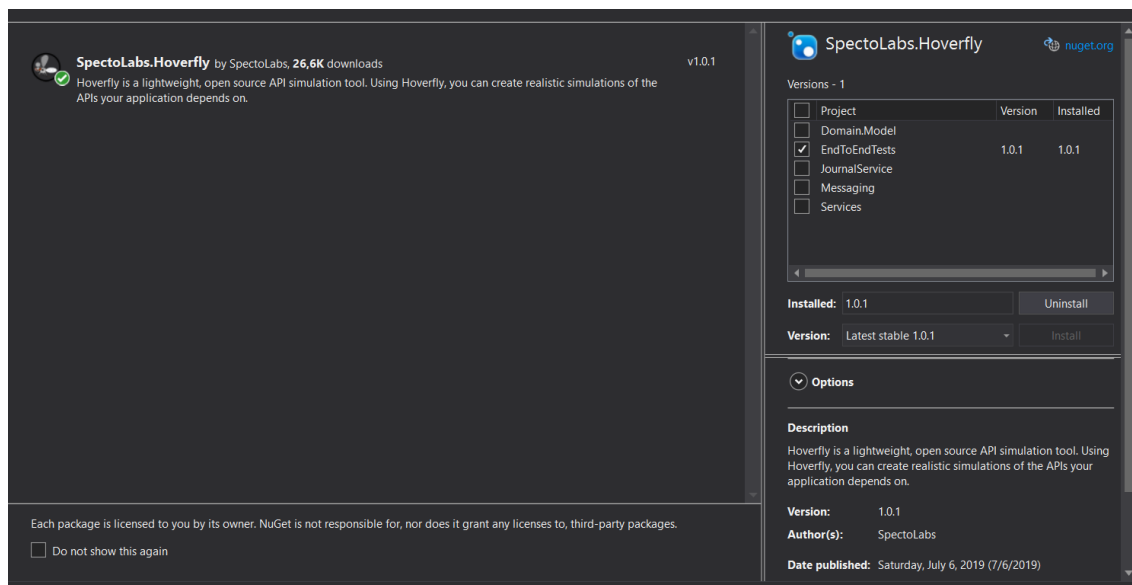 SpectoLabs.Hoverfly by SpectoLabs, 26,6K downloads v1.0.1
Hoverfly is a lightweight, open source API simulation tool. Using Hoverfly, you can create realistic simulations of the
APIs your application depends on.
Each package is licensed to you by its owner. NuGet is not responsible for, nor does it grant any licenses to, third-party packages.
Do not show this again
SpectoLabs.Hoverfly nuget.org
Versions - 1
Project Version Installed
Domain.Model
EndToEndTests 1.0.1 1.0.1
JournalService
Messaging
Services
Installed: 1.0.1 Uninstall
Version: Latest stable 1.0.1 Install
Options
Description
Hoverfly is a lightweight, open source API simulation tool. Using
Hoverfly, you can create realistic simulations of the APIs your
application depends on.
Version: 1.0.1
Author(s): SpectoLabs
Date published: Saturday, July 6, 2019 (7/6/2019)